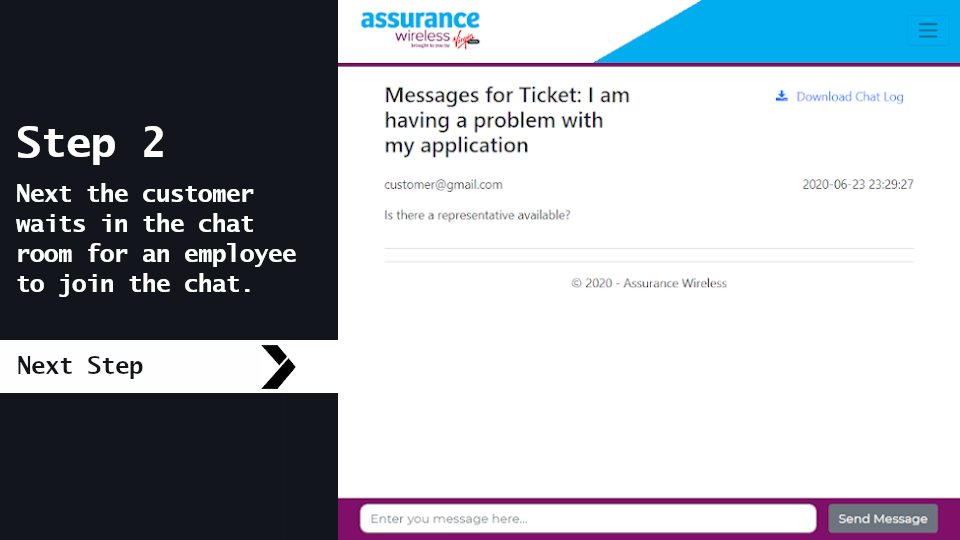 Step 2
Next the customer
waits in the chat
room for an employee
to join the chat.
Next Step
assurance
wireless
brought to you by
Virgin
Messages for Ticket: I am
having a problem with
my application
Download Chat Log
customer@gmail.com
2020-06-23 23:29:27
Is there a representative available?
© 2020 - Assurance Wireless
Enter you message here...
Send Message